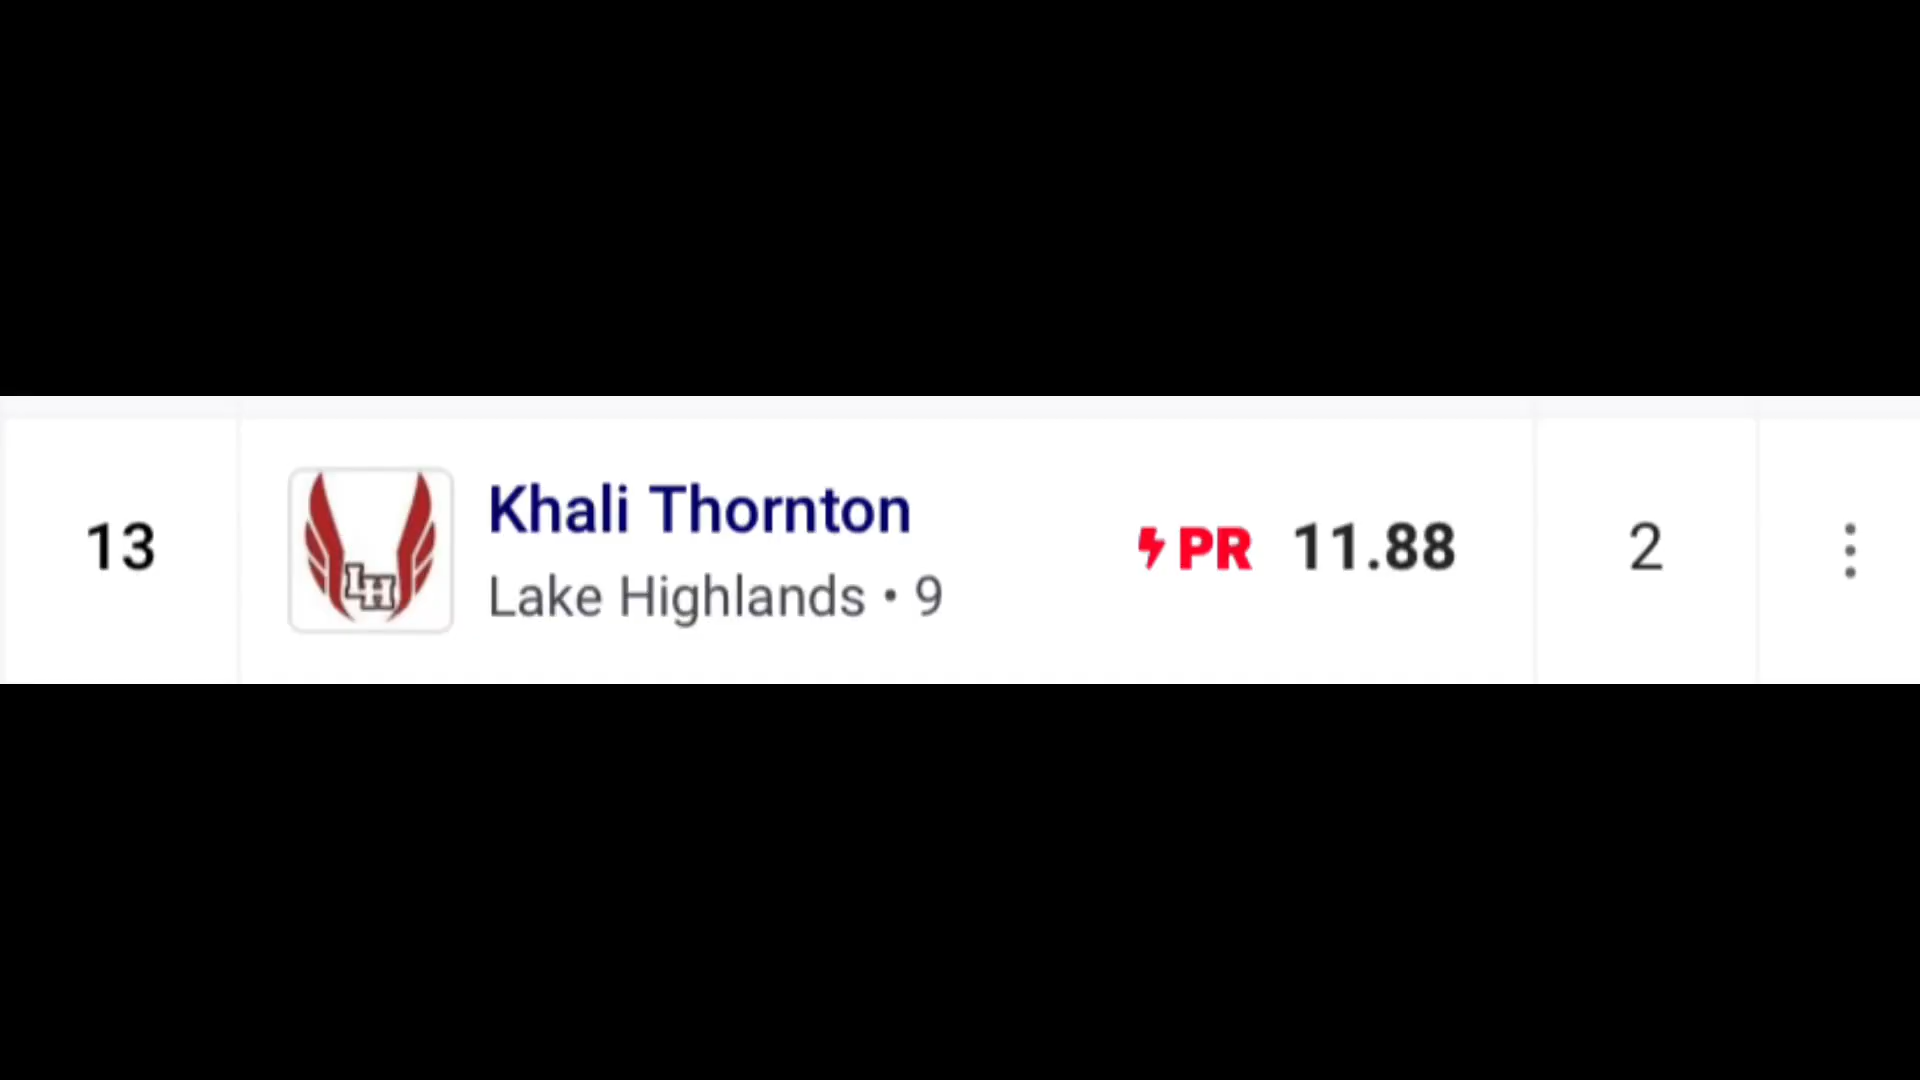 13
LH
Khali Thornton
Lake Highlands • 9
PR 11.88
2